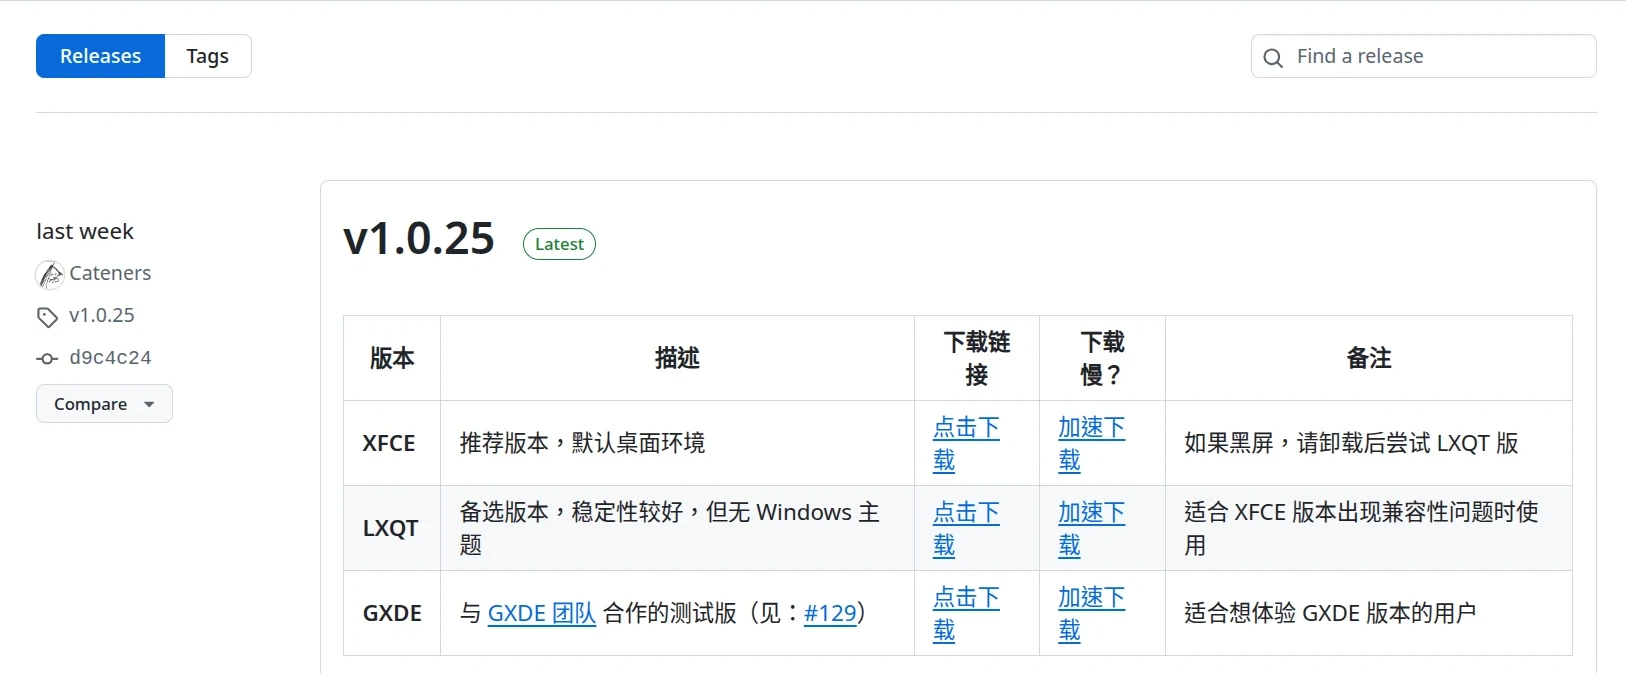 Releases
Tags
Find a release
last week
Cateners
v1.0.25
d9c4c24
Compare
v1.0.25
Latest
版本
描述
下载链
接
下载
慢？
备注
XFCE
推荐版本，默认桌面环境
点击下
载
加速下
载
如果黑屏，请卸载后尝试 LXQT 版
LXQT
备选版本，稳定性较好，但无 Windows 主
题
点击下
载
加速下
载
适合 XFCE 版本出现兼容性问题时使
用
GXDE
与 GXDE 团队 合作的测试版（见：#129）
点击下
载
加速下
载
适合想体验 GXDE 版本的用户